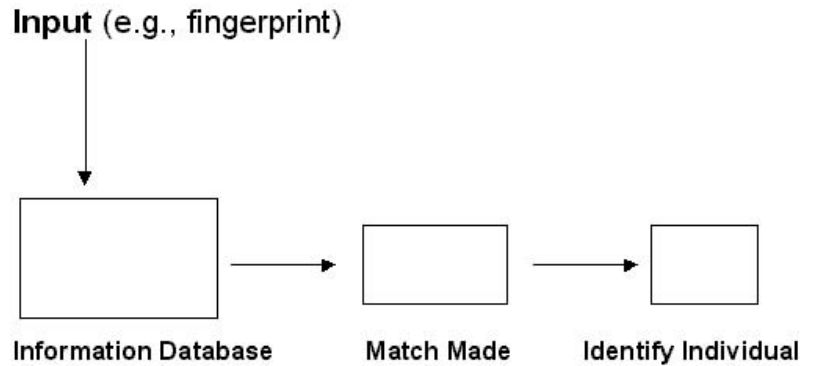 Input (e.g., fingerprint)
Information Database
Match Made
Identify Individual